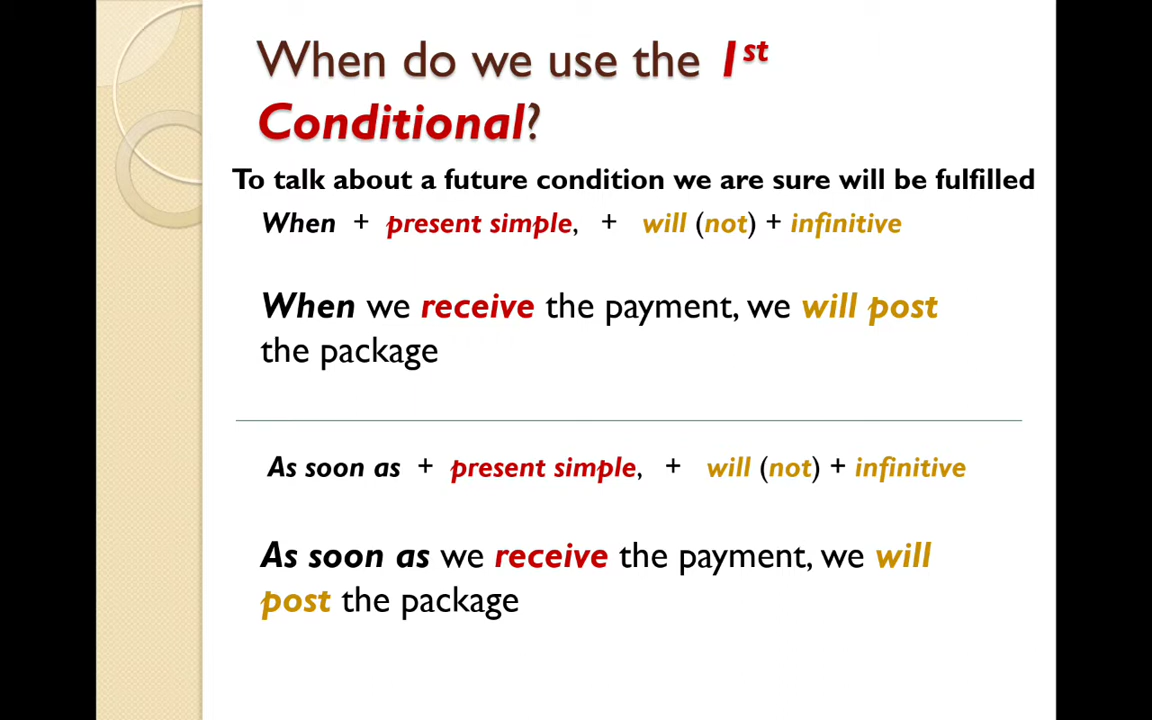 When do we use the 1st
Conditional?
To talk about a future condition we are sure will be fulfilled
When + present simple, + will (not) + infinitive
When we receive the payment, we will post
the package
As soon as + present simple, + will (not) + infinitive
As soon as we receive the payment, we will
post the package